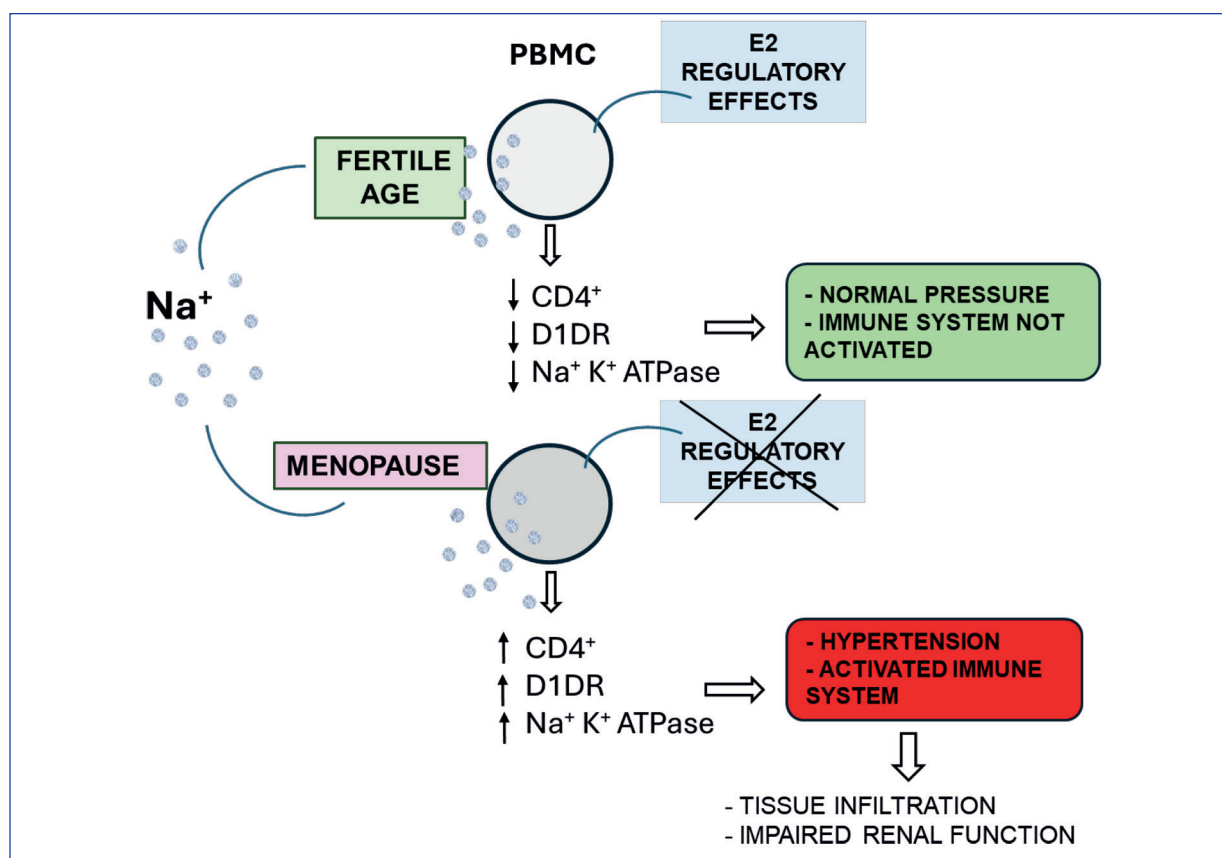 PBMC
E2
REGULATORY
EFFECTS
FERTILE
AGE
Na⁺
↓ CD4⁺
↓ D1DR
↓ Na⁺ K⁺ ATPase
- NORMAL PRESSURE
- IMMUNE SYSTEM NOT
ACTIVATED
E2
REGULATORY
EFFECTS
MENOPAUSE
↑ CD4⁺
↑ D1DR
↑ Na⁺ K⁺ ATPase
- HYPERTENSION
- ACTIVATED IMMUNE
SYSTEM
- TISSUE INFILTRATION
- IMPAIRED RENAL FUNCTION